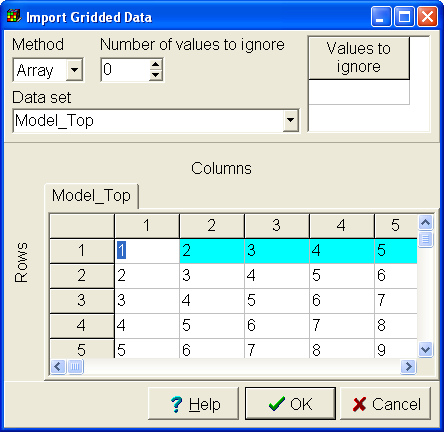 Import Gridded Data
Method
Number of values to ignore
Values to
ignore
Array
0
Data set
Model_Top
Columns
Model_Top
Rows
1 2 3 4 5
1 1 2 3 4 5
2 2 3 4 5 6
3 3 4 5 6 7
4 4 5 6 7 8
5 5 6 7 8 9
? Help
OK
Cancel